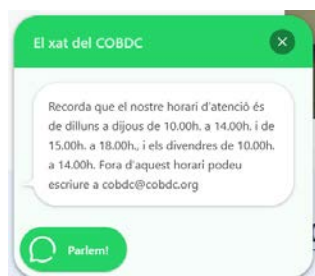 El xat del COBDC
Recorda que el nostre horari d'atenció és
de dilluns a dijous de 10.00h. a 14.00h. i de
15.00h. a 18.00h., i els divendres de 10.00h.
a 14.00h. Fora d'aquest horari podeu
escriure a cobdc@cobdc.org
Parlem!